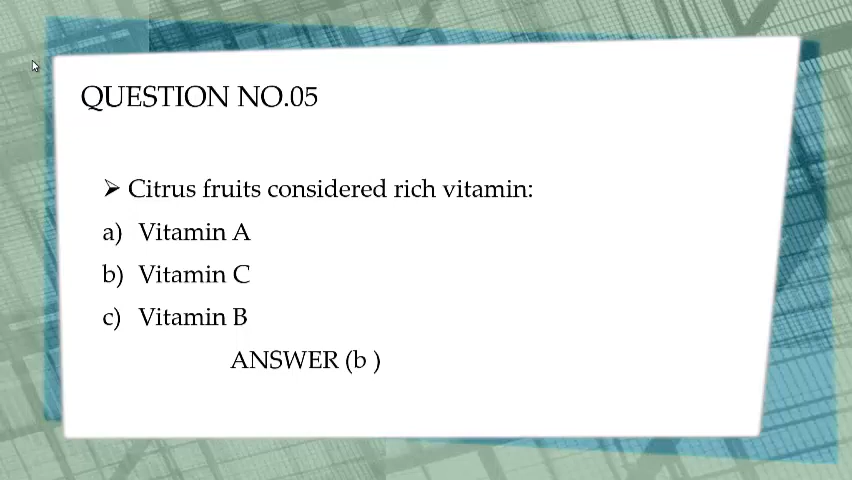 QUESTION NO.05
➢ Citrus fruits considered rich vitamin:
a) Vitamin A
b) Vitamin C
c) Vitamin B
ANSWER (b )